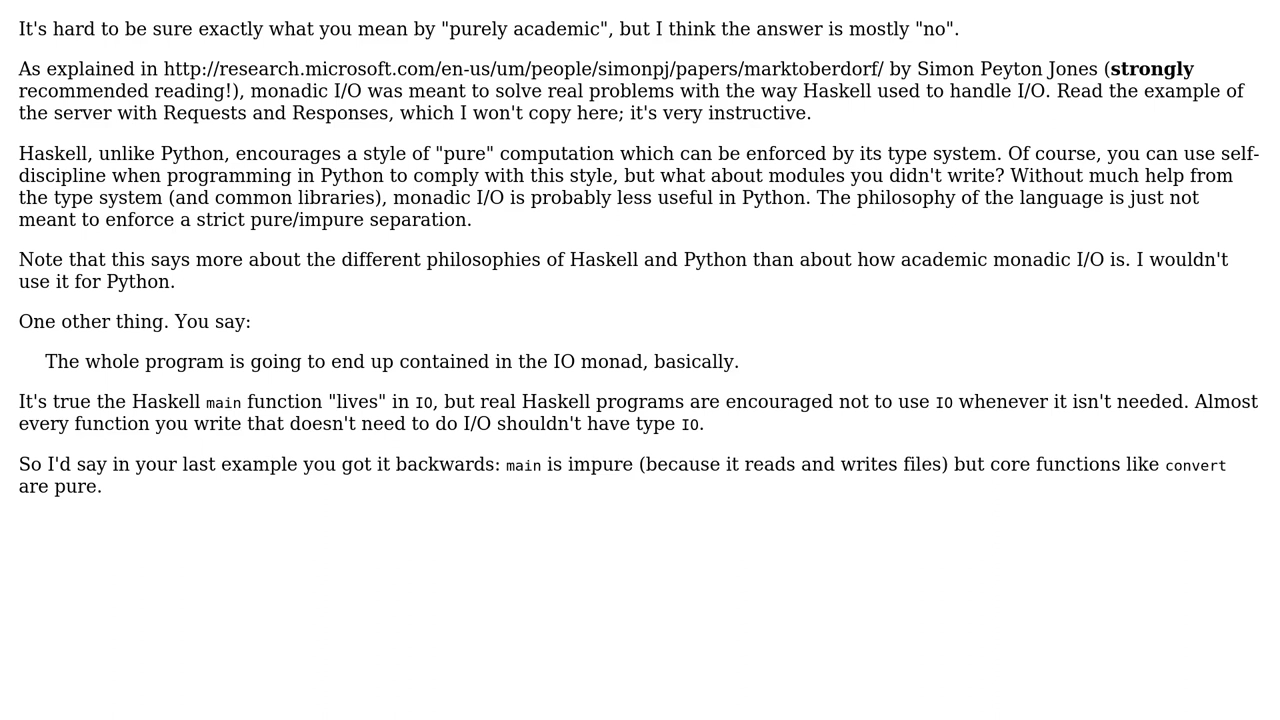 It's hard to be sure exactly what you mean by "purely academic", but I think the answer is mostly "no".
As explained in http://research.microsoft.com/en-us/um/people/simonpj/papers/marktoberdorf/ by Simon Peyton Jones (strongly
recommended reading!), monadic I/O was meant to solve real problems with the way Haskell used to handle I/O. Read the example of
the server with Requests and Responses, which I won't copy here; it's very instructive.
Haskell, unlike Python, encourages a style of "pure" computation which can be enforced by its type system. Of course, you can use self-
discipline when programming in Python to comply with this style, but what about modules you didn't write? Without much help from
the type system (and common libraries), monadic I/O is probably less useful in Python. The philosophy of the language is just not
meant to enforce a strict pure/impure separation.
Note that this says more about the different philosophies of Haskell and Python than about how academic monadic I/O is. I wouldn't
use it for Python.
One other thing. You say:
The whole program is going to end up contained in the IO monad, basically.
It's true the Haskell main function "lives" in IO, but real Haskell programs are encouraged not to use IO whenever it isn't needed. Almost
every function you write that doesn't need to do I/O shouldn't have type IO.
So I'd say in your last example you got it backwards: main is impure (because it reads and writes files) but core functions like convert
are pure.